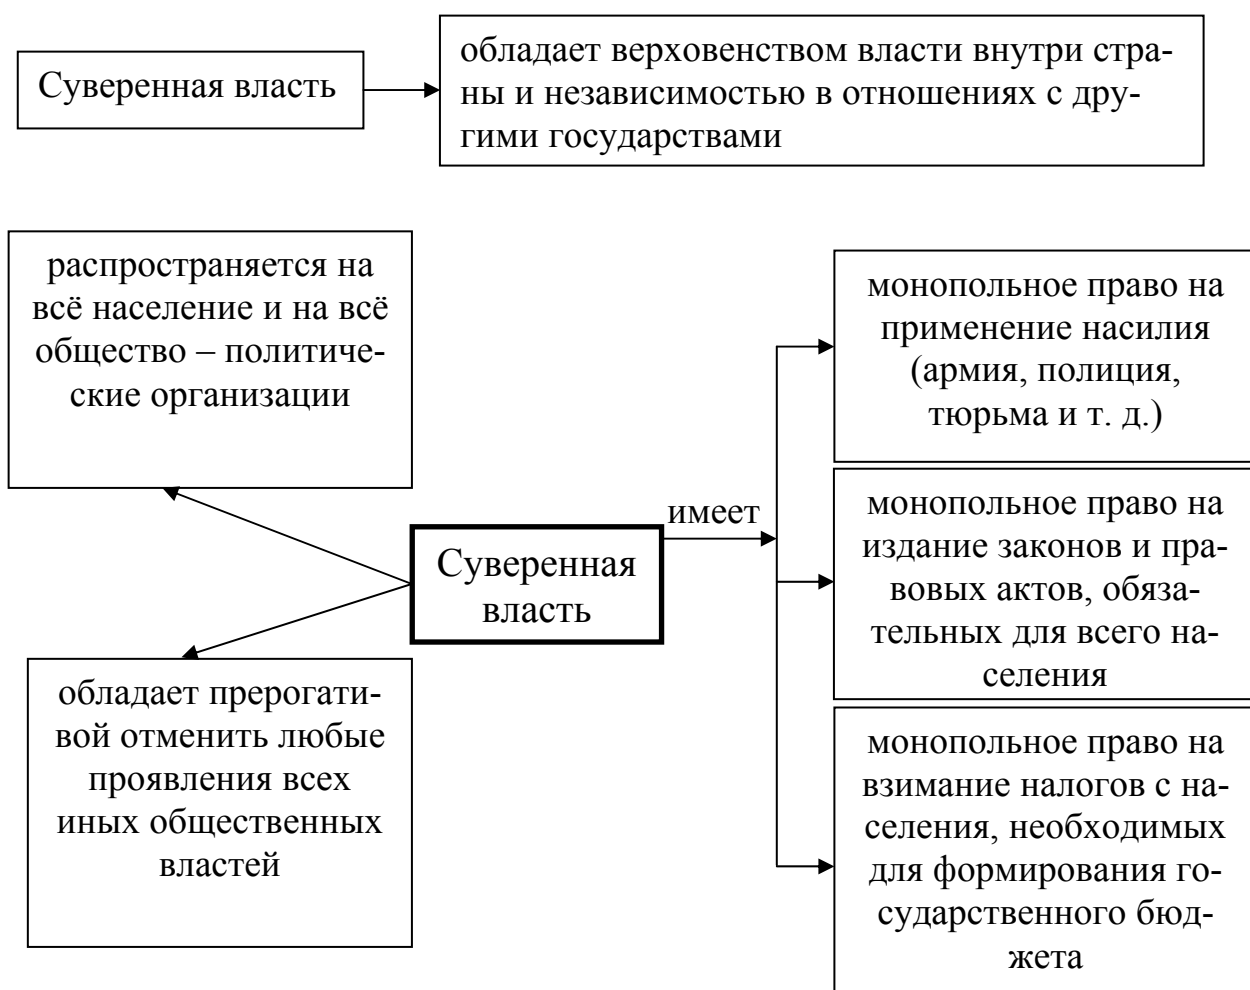 Суверенная власть
обладает верховенством власти внутри стра-
ны и независимостью в отношениях с дру-
гими государствами
распространяется на
всё население и на всё
общество – политиче-
ские организации
обладает прерогати-
вой отменить любые
проявления всех
иных общественных
властей
Суверенная
власть
имеет
монопольное право на
применение насилия
(армия, полиция,
тюрьма и т. д.)
монопольное право на
издание законов и пра-
вовых актов, обяза-
тельных для всего на-
селения
монопольное право на
взимание налогов с на-
селения, необходимых
для формирования го-
сударственного бюд-
жета